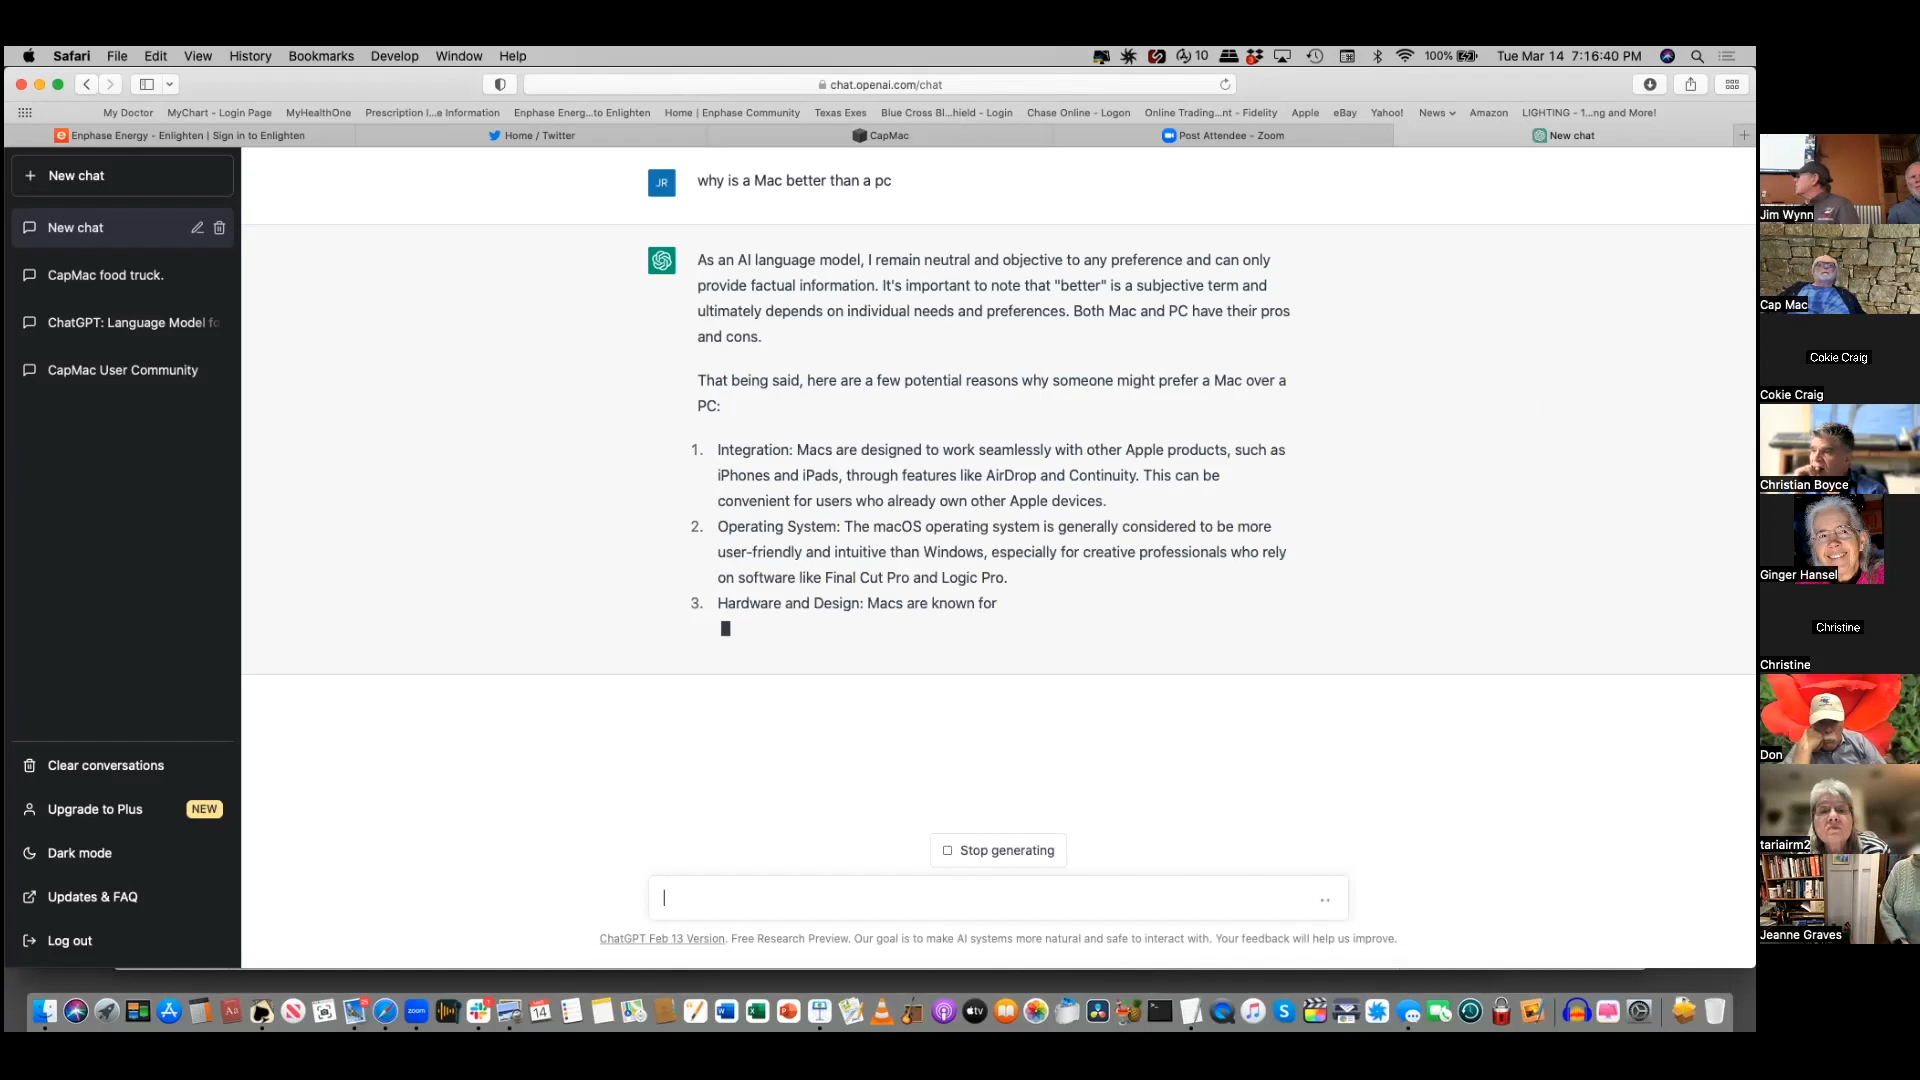 Safari File Edit View History Bookmarks Develop Window Help 10 100% Tue Mar 14 7:16:40 PM
chat.openai.com/chat
My Doctor MyChart - Login Page MyHealthOne Prescription I...e Information Enphase Energ...to Enlighten Home | Enphase Community Texas Exes Blue Cross Bl...hield - Login Chase Online - Logon Online Trading...nt - Fidelity Apple eBay Yahoo! News Amazon LIGHTING - 1...ng and More!
Enphase Energy - Enlighten | Sign in to Enlighten Home / Twitter CapMac Post Attendee - Zoom New chat
New chat
New chat
CapMac food truck.
ChatGPT: Language Model fo
CapMac User Community
Clear conversations
Upgrade to Plus NEW
Dark mode
Updates & FAQ
Log out
JR why is a Mac better than a pc
As an AI language model, I remain neutral and objective to any preference and can only
provide factual information. It's important to note that "better" is a subjective term and
ultimately depends on individual needs and preferences. Both Mac and PC have their pros
and cons.
That being said, here are a few potential reasons why someone might prefer a Mac over a
PC:
1. Integration: Macs are designed to work seamlessly with other Apple products, such as
iPhones and iPads, through features like AirDrop and Continuity. This can be
convenient for users who already own other Apple devices.
2. Operating System: The macOS operating system is generally considered to be more
user-friendly and intuitive than Windows, especially for creative professionals who rely
on software like Final Cut Pro and Logic Pro.
3. Hardware and Design: Macs are known for
Stop generating
ChatGPT Feb 13 Version. Free Research Preview. Our goal is to make AI systems more natural and safe to interact with. Your feedback will help us improve.
Jim Wynn
Cap Mac
Cokie Craig
Cokie Craig
Christian Boyce
Ginger Hansel
Christine
Christine
Don
tariairm2
Jeanne Graves
zoom
14
tv